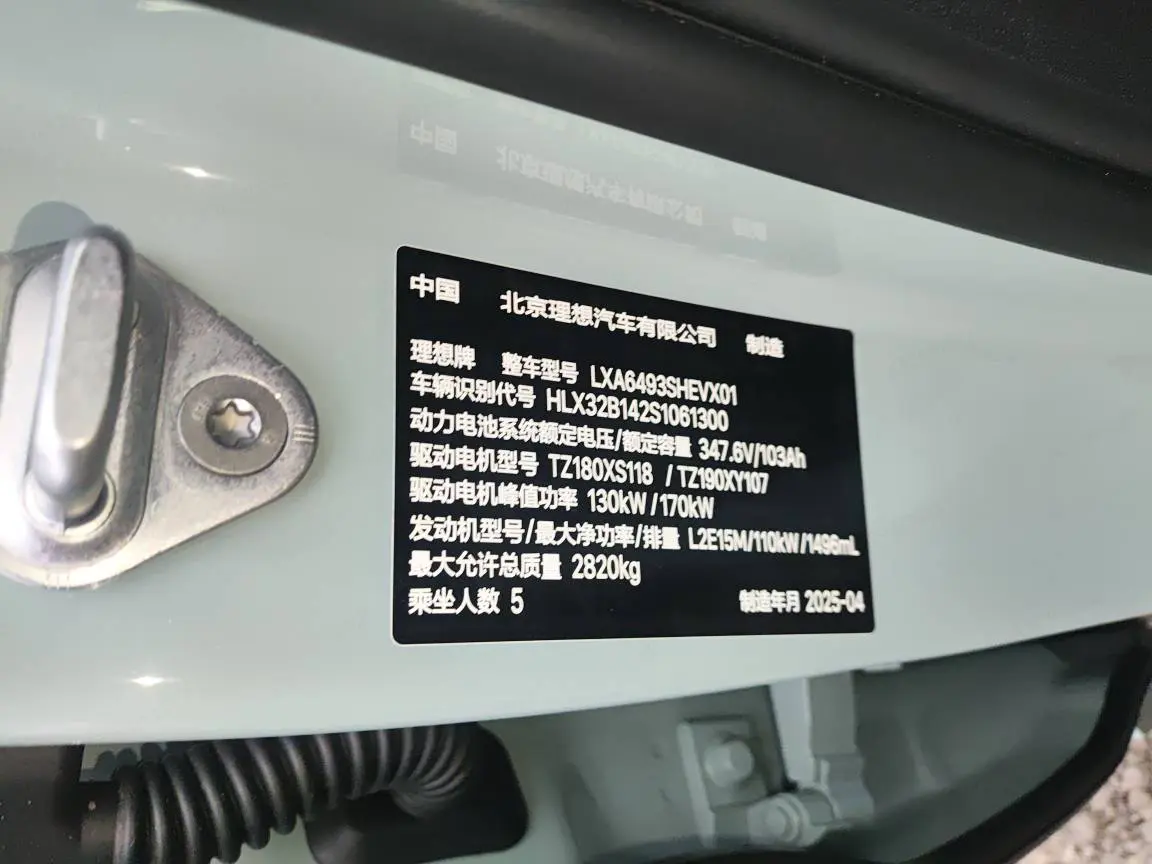 中国 北京理想汽车有限公司 制造
理想牌 整车型号 LXA6493SHEVX01
车辆识别代号 HLX32B142S1061300
动力电池系统额定电压/额定容量 347.6V/103Ah
驱动电机型号 TZ180XS118 /TZ190XY107
驱动电机峰值功率 130kW/170kW
发动机型号/最大净功率/排量 L2E15M/110kW/1496mL
最大允许总质量 2820kg
乘坐人数 5 制造年月 2025-04